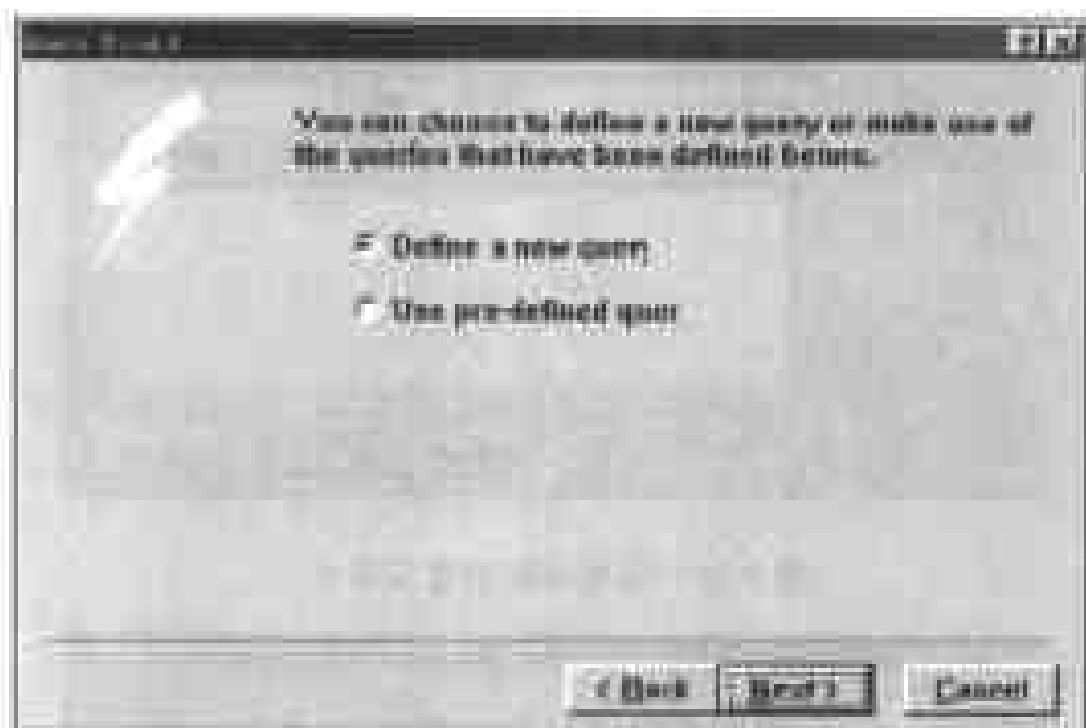 You can choose to define a new query or make use of
the queries that have been defined before.
Define a new query
Use pre-defined quer
< Back
Next >
Cancel